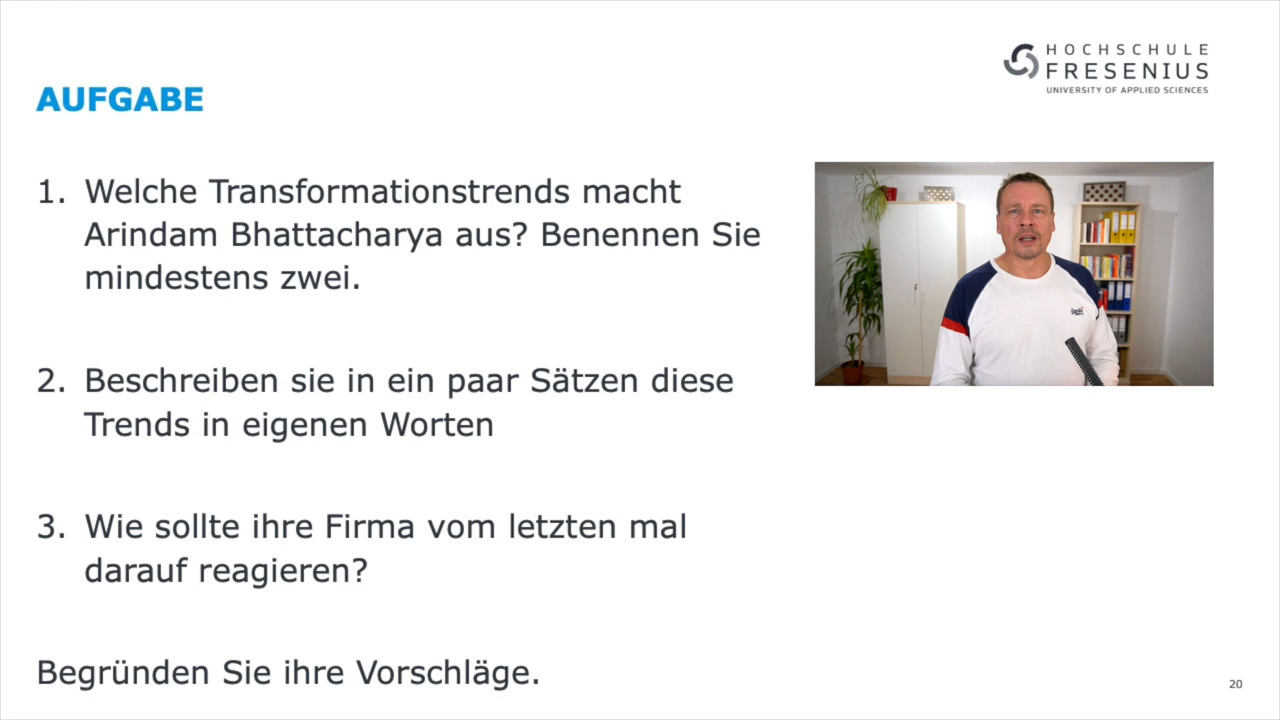 HOCHSCHULE
FRESENIUS
UNIVERSITY OF APPLIED SCIENCES
AUFGABE
1. Welche Transformationstrends macht
Arindam Bhattacharya aus? Benennen Sie
mindestens zwei.
2. Beschreiben sie in ein paar Sätzen diese
Trends in eigenen Worten
3. Wie sollte ihre Firma vom letzten mal
darauf reagieren?
Begründen Sie ihre Vorschläge.
20